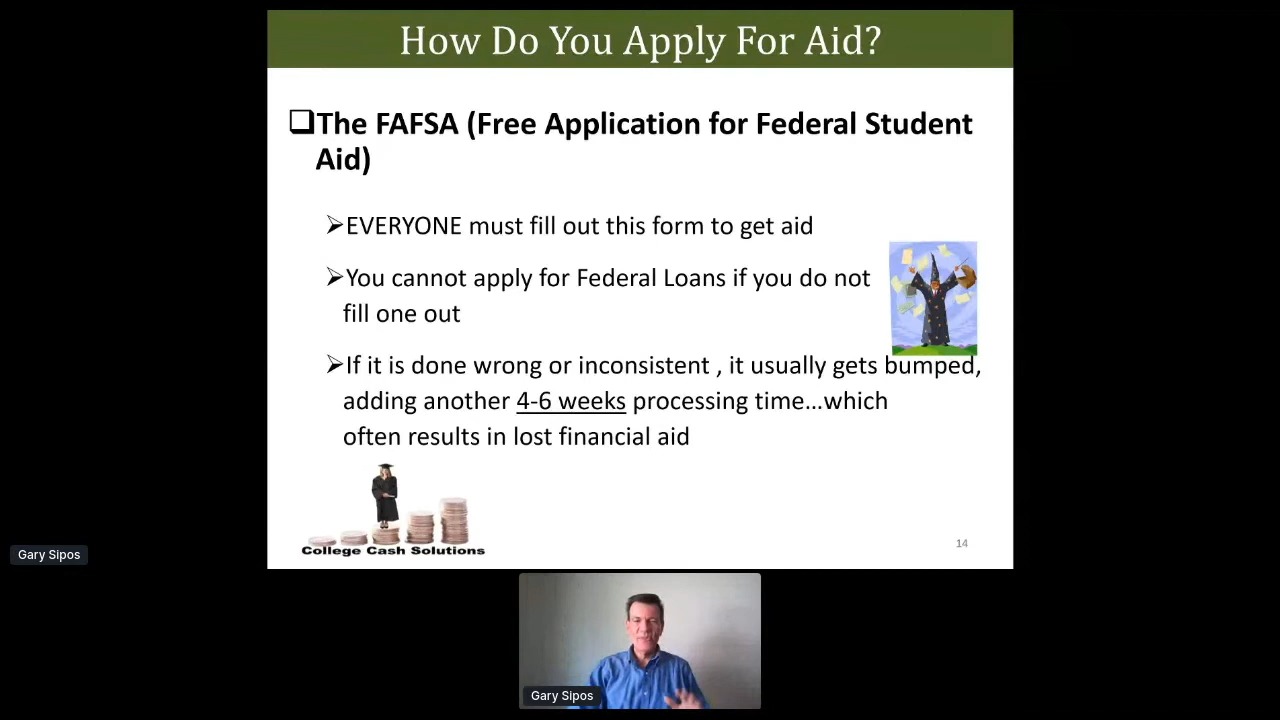 How Do You Apply For Aid?
❑The FAFSA (Free Application for Federal Student
Aid)
➢EVERYONE must fill out this form to get aid
➢You cannot apply for Federal Loans if you do not
fill one out
➢If it is done wrong or inconsistent , it usually gets bumped,
adding another 4-6 weeks processing time...which
often results in lost financial aid
College Cash Solutions
14
Gary Sipos
Gary Sipos